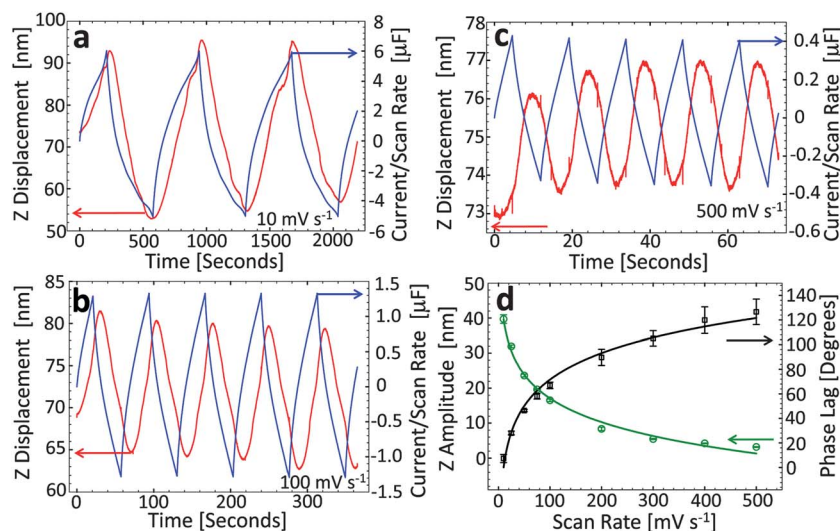 a
Z Displacement [nm]
100
90
80
70
60
50
8
6
4
2
0
-2
-4
-6
Current/Scan Rate [µF]
10 mV s⁻¹
0 500 1000 1500 2000
Time [Seconds]
c
Z Displacement [nm]
78
77
76
75
74
73
0.4
0.2
0
-0.2
-0.4
-0.6
Current/Scan Rate [µF]
500 mV s⁻¹
0 20 40 60
Time [Seconds]
b
Z Displacement [nm]
85
80
75
70
65
60
1.5
1.0
0.5
0
-0.5
-1.0
-1.5
Current/Scan Rate [µF]
100 mV s⁻¹
0 100 200 300
Time [Seconds]
d
Z Amplitude [nm]
50
40
30
20
10
0
120
100
80
60
40
20
0
Phase Lag [Degrees]
0 100 200 300 400 500
Scan Rate [mV s⁻¹]